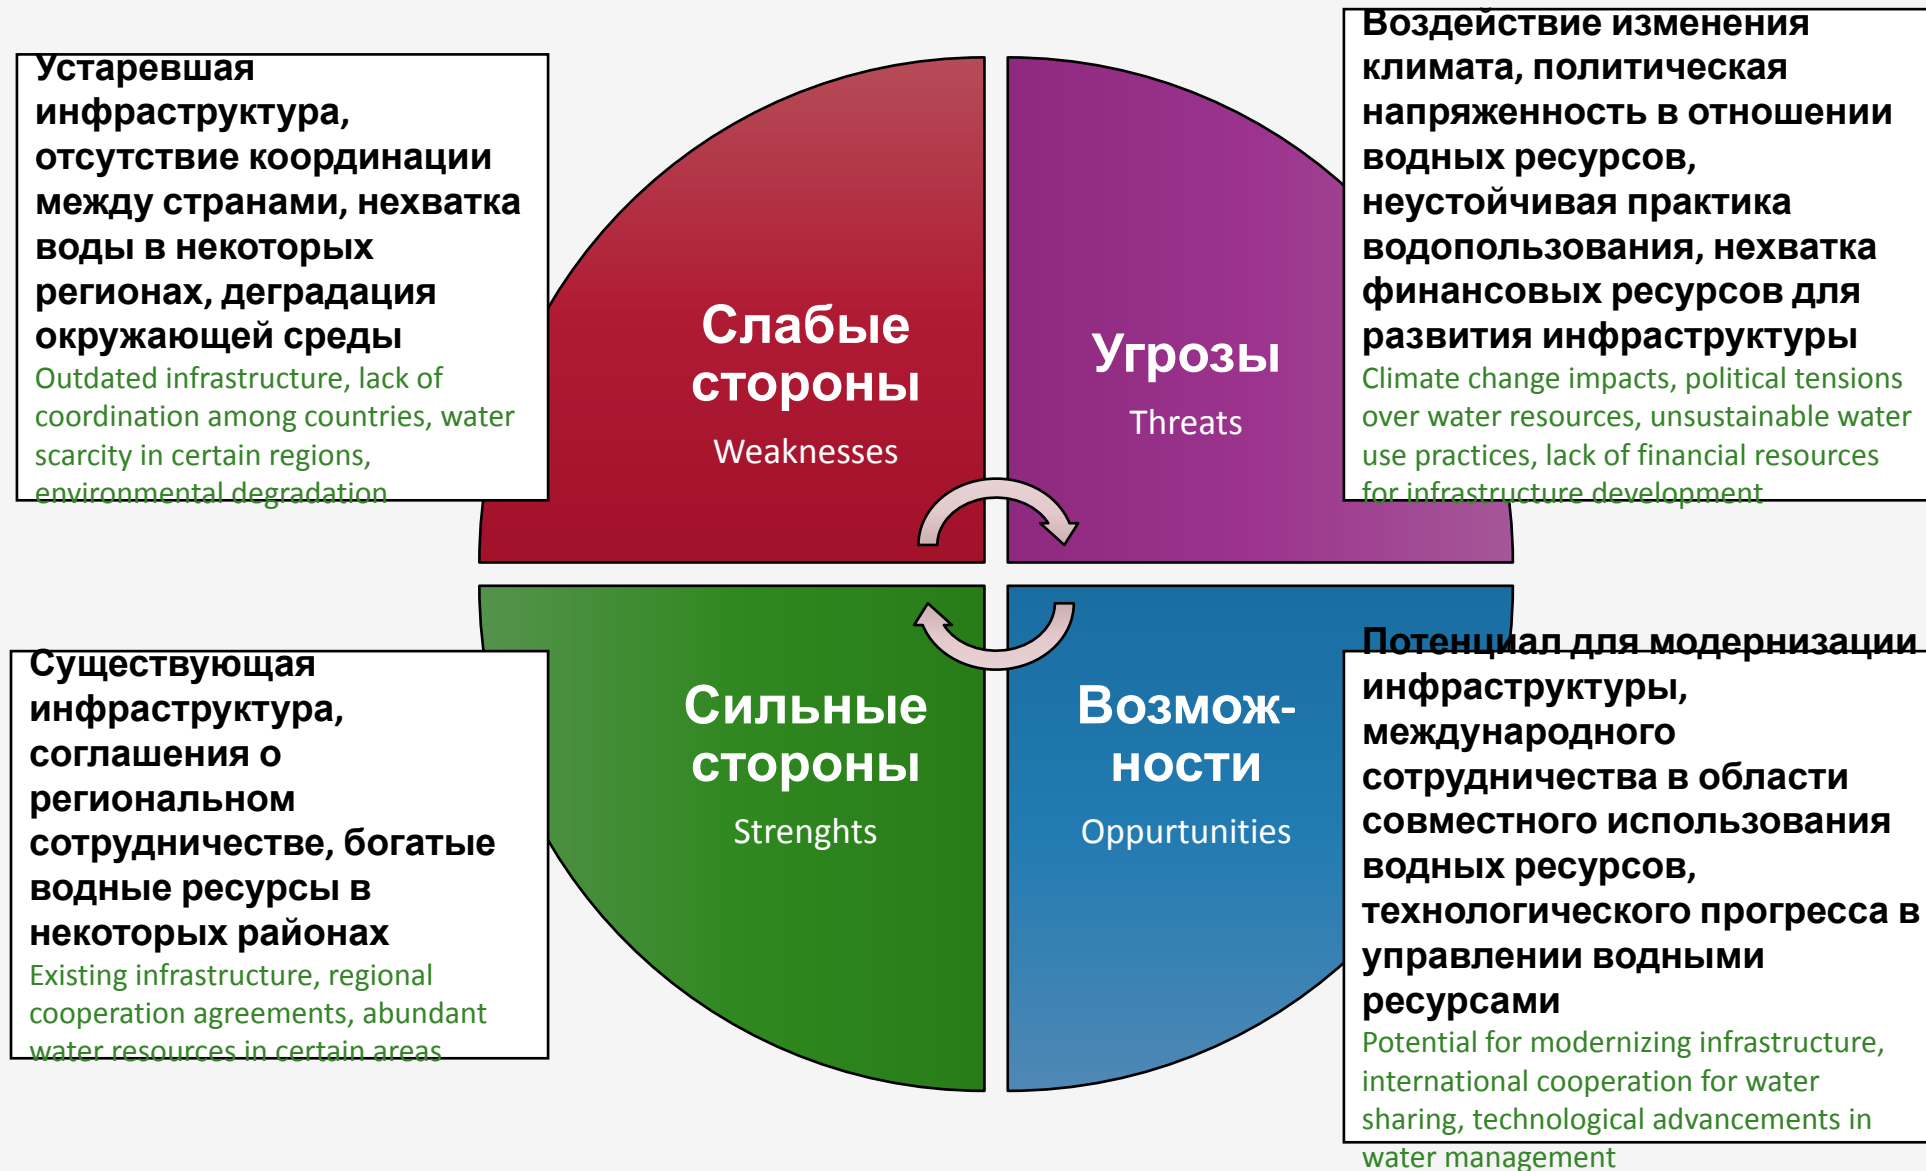 Устаревшая
инфраструктура,
отсутствие координации
между странами, нехватка
воды в некоторых
регионах, деградация
окружающей среды
Outdated infrastructure, lack of
coordination among countries, water
scarcity in certain regions,
environmental degradation
Слабые
стороны
Weaknesses
Угрозы
Threats
Воздействие изменения
климата, политическая
напряженность в отношении
водных ресурсов,
неустойчивая практика
водопользования, нехватка
финансовых ресурсов для
развития инфраструктуры
Climate change impacts, political tensions
over water resources, unsustainable water
use practices, lack of financial resources
for infrastructure development
Существующая
инфраструктура,
соглашения о
региональном
сотрудничестве, богатые
водные ресурсы в
некоторых районах
Existing infrastructure, regional
cooperation agreements, abundant
water resources in certain areas
Сильные
стороны
Strenghts
Возмож-
ности
Oppurtunities
Потенциал для модернизации
инфраструктуры,
международного
сотрудничества в области
совместного использования
водных ресурсов,
технологического прогресса в
управлении водными
ресурсами
Potential for modernizing infrastructure,
international cooperation for water
sharing, technological advancements in
water management